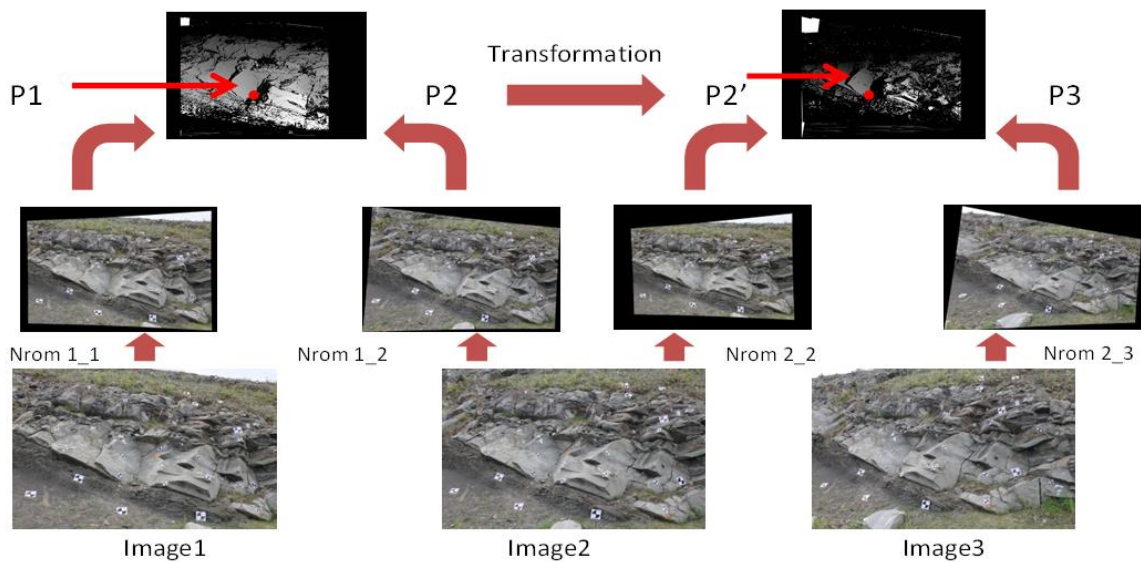 Transformation
P1
P2
P2’
P3
Nrom 1_1
Nrom 1_2
Nrom 2_2
Nrom 2_3
Image1
Image2
Image3